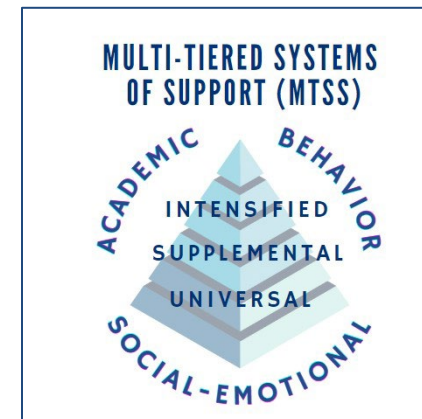 MULTI-TIERED SYSTEMS
OF SUPPORT (MTSS)
ACADEMIC
BEHAVIOR
INTENSIFIED
SUPPLEMENTAL
UNIVERSAL
SOCIAL-EMOTIONAL